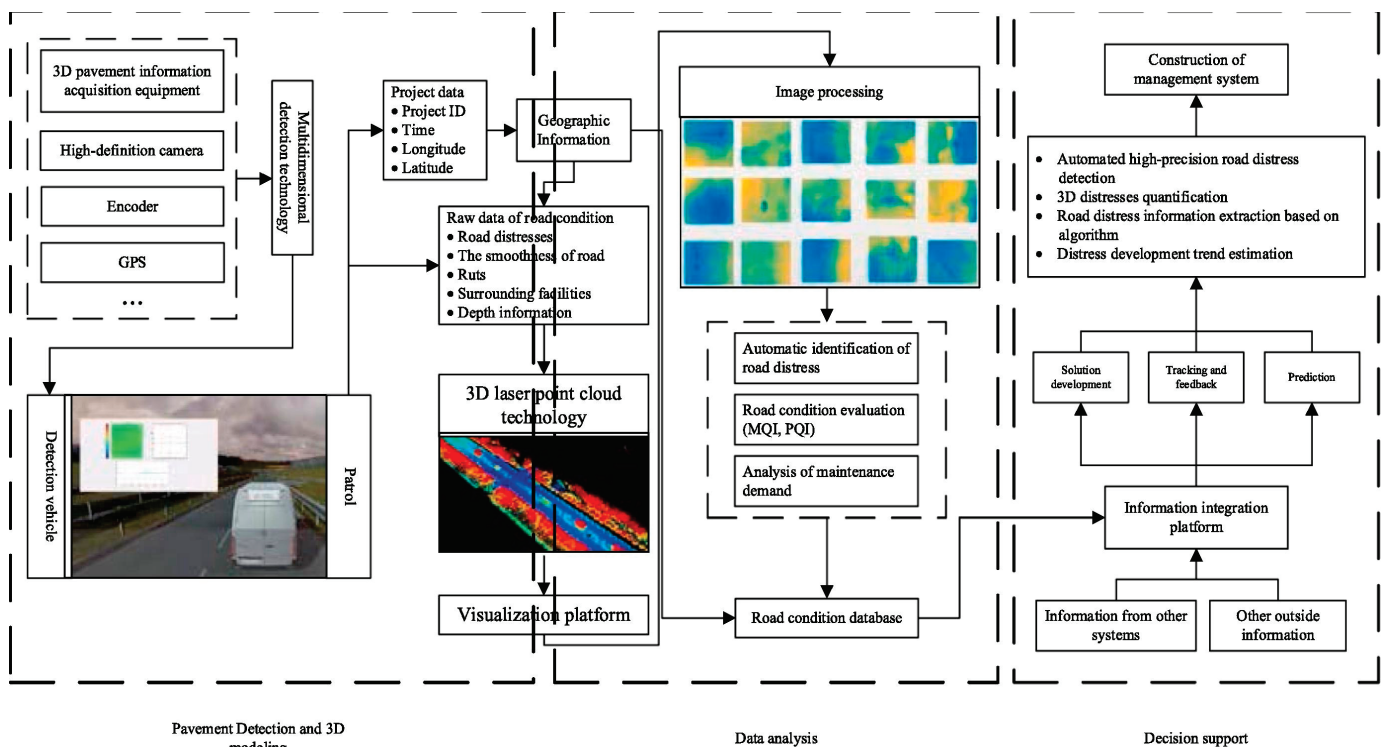 3D pavement information
acquisition equipment
High-definition camera
Encoder
GPS
...
Multidimensional
detection technology
Detection vehicle
Patrol
Project data
• Project ID
• Time
• Longitude
• Latitude
Geographic
Information
Raw data of road condition
• Road distresses
• The smoothness of road
• Ruts
• Surrounding facilities
• Depth information
3D laser point cloud
technology
Visualization platform
Image processing
Automatic identification of
road distress
Road condition evaluation
(MQI, PQI)
Analysis of maintenance
demand
Road condition database
Construction of
management system
• Automated high-precision road distress
detection
• 3D distresses quantification
• Road distress information extraction based on
algorithm
• Distress development trend estimation
Solution
development
Tracking and
feedback
Prediction
Information integration
platform
Information from other
systems
Other outside
information
Pavement Detection and 3D
modeling
Data analysis
Decision support